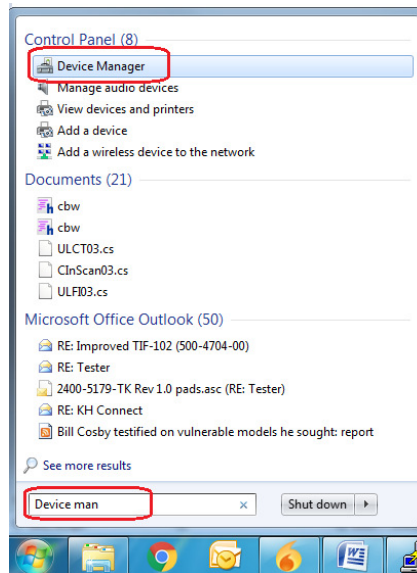 Control Panel (8)
Device Manager
Manage audio devices
View devices and printers
Add a device
Add a wireless device to the network
Documents (21)
cbw
cbw
ULCT03.cs
CInScan03.cs
ULFI03.cs
Microsoft Office Outlook (50)
RE: Improved TIF-102 (500-4704-00)
RE: Tester
2400-5179-TK Rev 1.0 pads.asc (RE: Tester)
RE: KH Connect
Bill Cosby testified on vulnerable models he sought: report
See more results
Device man
Shut down